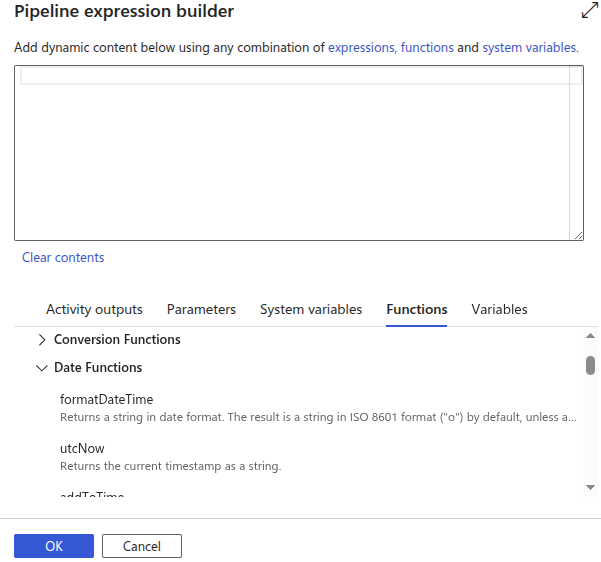 Pipeline expression builder
Add dynamic content below using any combination of expressions, functions and system variables.
Clear contents
Activity outputs Parameters System variables Functions Variables
Conversion Functions
Date Functions
formatDateTime
Returns a string in date format. The result is a string in ISO 8601 format ("o") by default, unless a...
utcNow
Returns the current timestamp as a string.
addToTime
OK Cancel